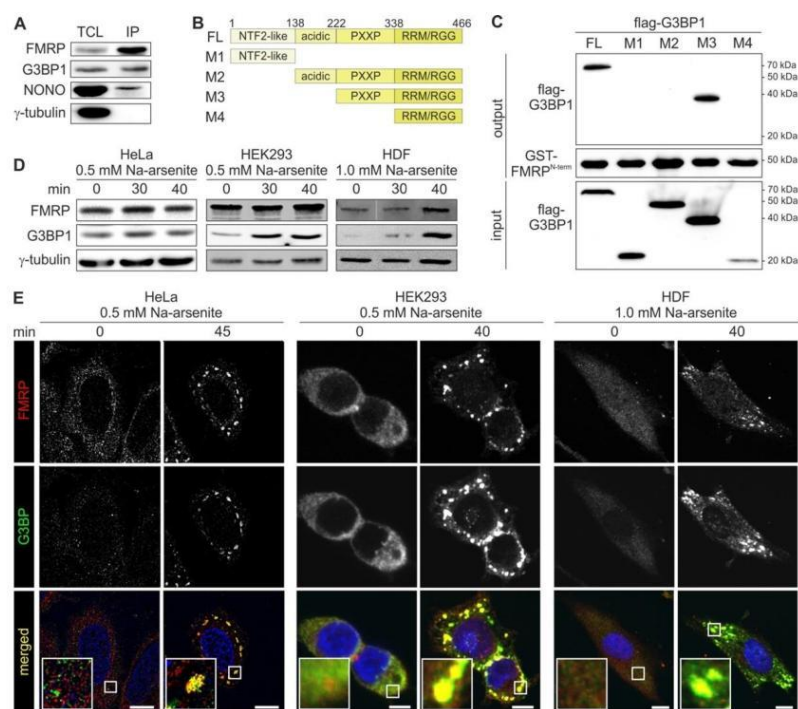 A
TCL IP
FMRP
G3BP1
NONO
γ-tubulin
B
1 138 222 338 466
FL NTF2-like acidic PXXP RRM/RGG
M1 NTF2-like
M2 acidic PXXP RRM/RGG
M3 PXXP RRM/RGG
M4 RRM/RGG
C
flag-G3BP1
FL M1 M2 M3 M4
output
flag-
G3BP1
70 kDa
50 kDa
40 kDa
20 kDa
GST-
FMRP^N-term
50 kDa
input
flag-
G3BP1
70 kDa
50 kDa
40 kDa
20 kDa
D
HeLa HEK293 HDF
0.5 mM Na-arsenite 0.5 mM Na-arsenite 1.0 mM Na-arsenite
min 0 30 40 0 30 40 0 30 40
FMRP
G3BP1
γ-tubulin
E
HeLa HEK293 HDF
0.5 mM Na-arsenite 0.5 mM Na-arsenite 1.0 mM Na-arsenite
min 0 45 0 40 0 40
FMRP
G3BP
merged